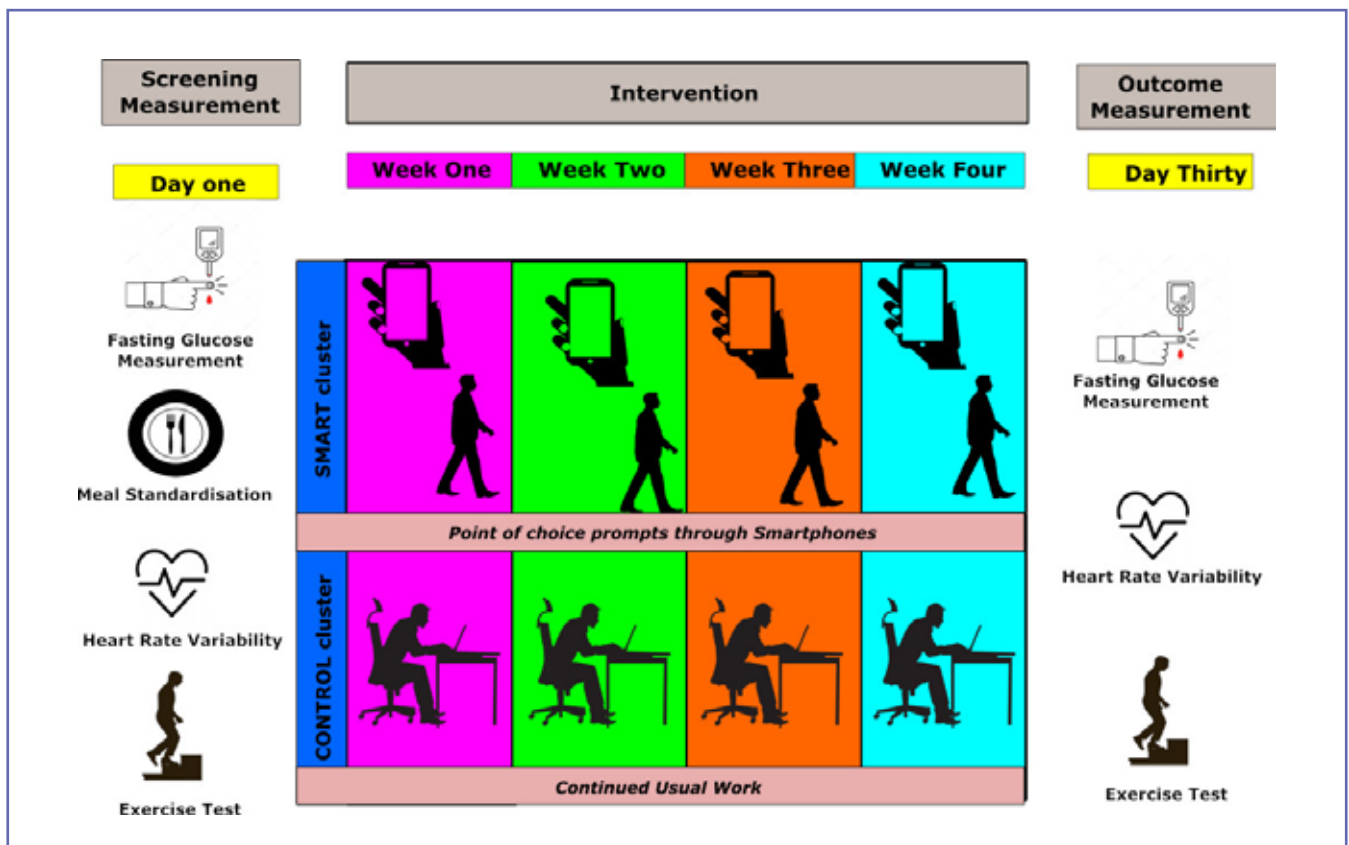 Screening
Measurement
Intervention
Outcome
Measurement
Day one
Week One
Week Two
Week Three
Week Four
Day Thirty
Fasting Glucose
Measurement
Meal Standardisation
Heart Rate Variability
Exercise Test
SMART cluster
Point of choice prompts through Smartphones
CONTROL cluster
Continued Usual Work
Fasting Glucose
Measurement
Heart Rate Variability
Exercise Test